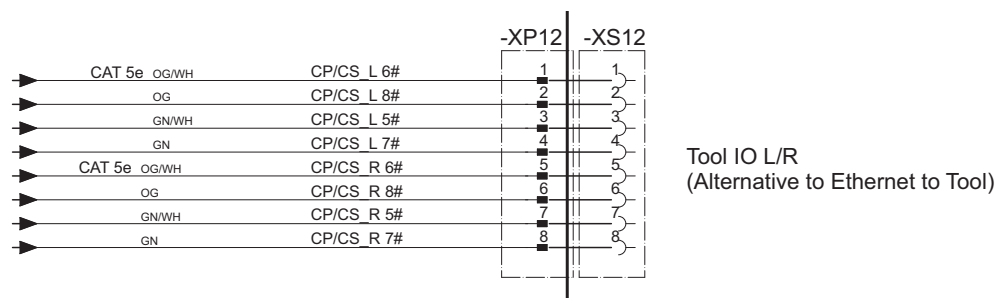 -XP12 -XS12
CAT 5e OG/WH CP/CS_L 6# 1 1
OG CP/CS_L 8# 2 2
GN/WH CP/CS_L 5# 3 3
GN CP/CS_L 7# 4 4
CAT 5e OG/WH CP/CS_R 6# 5 5
OG CP/CS_R 8# 6 6
GN/WH CP/CS_R 5# 7 7
GN CP/CS_R 7# 8 8
Tool IO L/R
(Alternative to Ethernet to Tool)